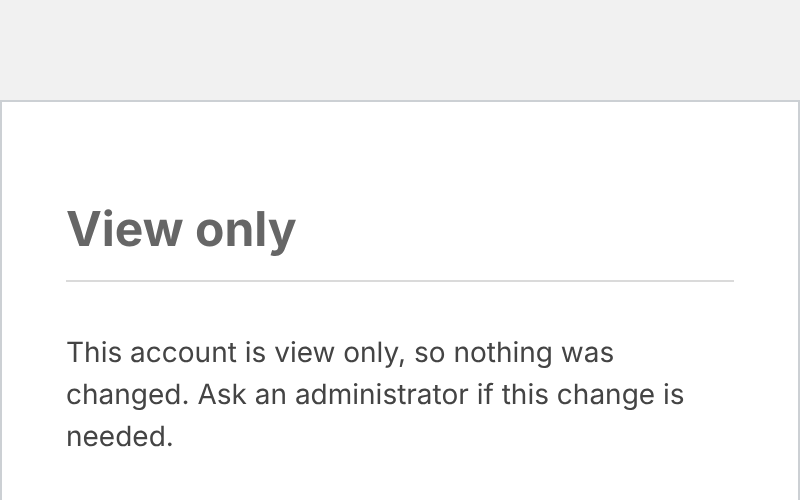 View only
This account is view only, so nothing was
changed. Ask an administrator if this change is
needed.